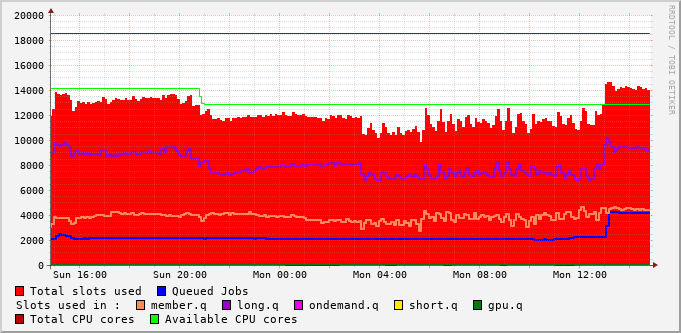 20000
18000
16000
14000
12000
10000
8000
6000
4000
2000
0
Sun 16:00 Sun 20:00 Mon 00:00 Mon 04:00 Mon 08:00 Mon 12:00
Total slots used Queued Jobs
Slots used in : member.q long.q ondemand.q short.q gpu.q
Total CPU cores Available CPU cores
RRDTOOL / TOBI OETIKER